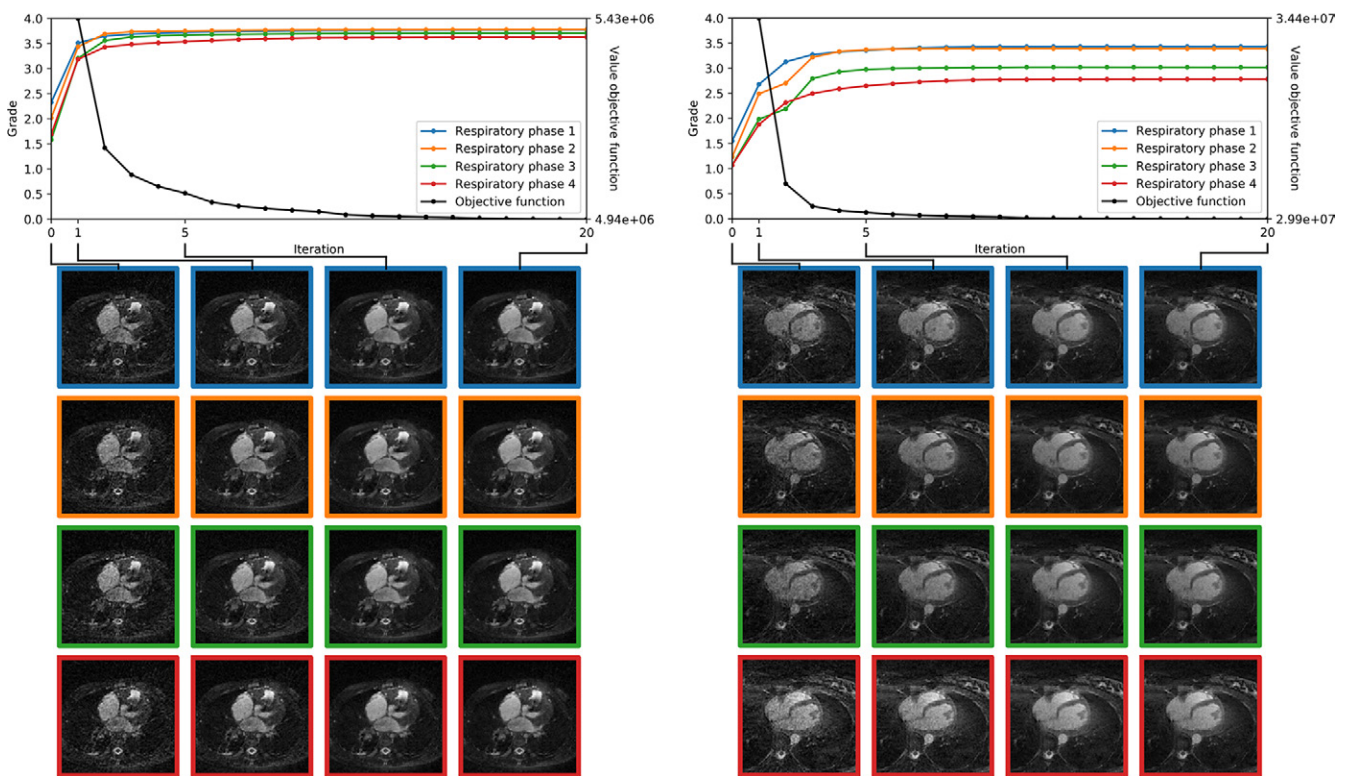 4.0
3.5
3.0
2.5
2.0
1.5
1.0
0.5
0.0
Grade
5.43e+06
Value objective function
4.94e+06
Respiratory phase 1
Respiratory phase 2
Respiratory phase 3
Respiratory phase 4
Objective function
0 1 5 20
Iteration
4.0
3.5
3.0
2.5
2.0
1.5
1.0
0.5
0.0
Grade
3.44e+07
Value objective function
2.99e+07
Respiratory phase 1
Respiratory phase 2
Respiratory phase 3
Respiratory phase 4
Objective function
0 1 5 20
Iteration